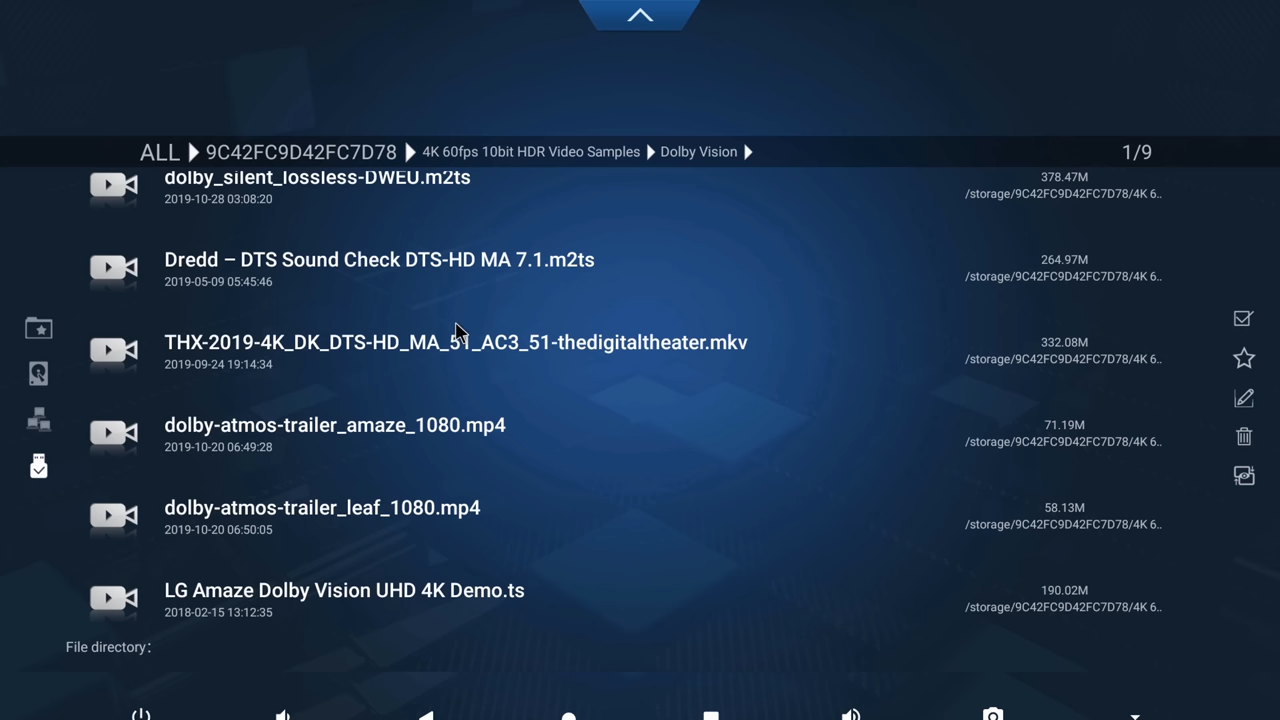 ALL 9C42FC9D42FC7D78 4K 60fps 10bit HDR Video Samples Dolby Vision 1/9
dolby_silent_lossless-DWEU.m2ts
2019-10-28 03:08:20
378.47M
/storage/9C42FC9D42FC7D78/4K 6..
Dredd – DTS Sound Check DTS-HD MA 7.1.m2ts
2019-05-09 05:45:46
264.97M
/storage/9C42FC9D42FC7D78/4K 6..
THX-2019-4K_DK_DTS-HD_MA_51_AC3_51-thedigitaltheater.mkv
2019-09-24 19:14:34
332.08M
/storage/9C42FC9D42FC7D78/4K 6..
dolby-atmos-trailer_amaze_1080.mp4
2019-10-20 06:49:28
71.19M
/storage/9C42FC9D42FC7D78/4K 6..
dolby-atmos-trailer_leaf_1080.mp4
2019-10-20 06:50:05
58.13M
/storage/9C42FC9D42FC7D78/4K 6..
LG Amaze Dolby Vision UHD 4K Demo.ts
2018-02-15 13:12:35
190.02M
/storage/9C42FC9D42FC7D78/4K 6..
File directory: